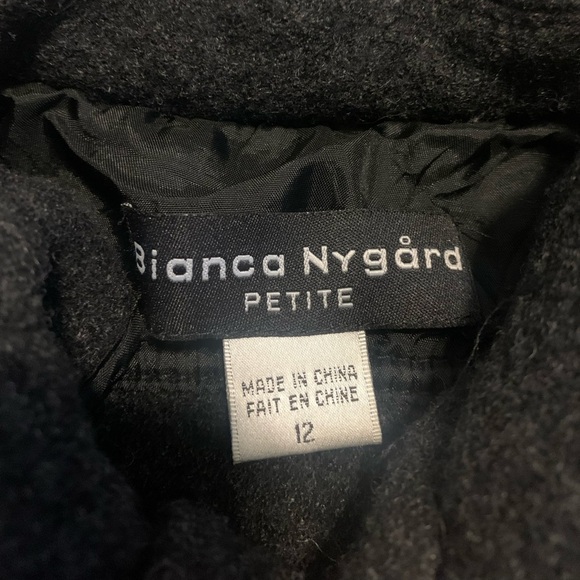 Bianca Nygård
PETITE
MADE IN CHINA
FAIT EN CHINE
12